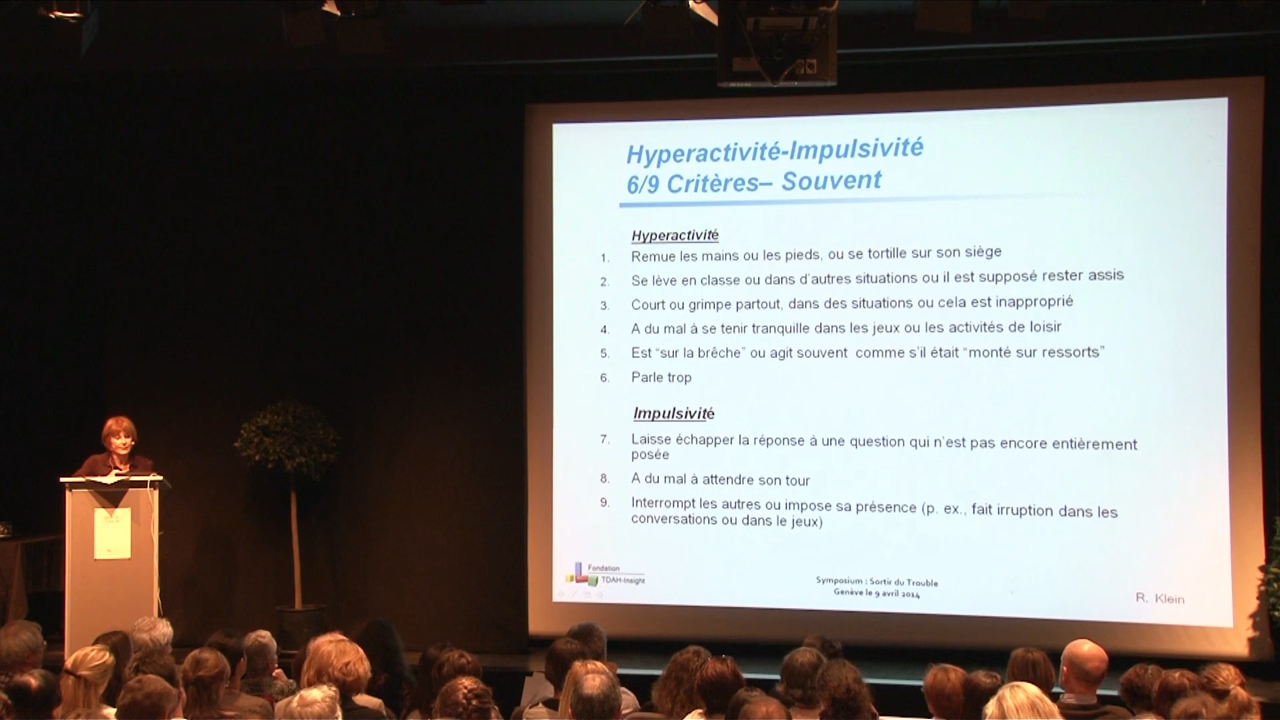 Hyperactivité-Impulsivité
6/9 Critères– Souvent
Hyperactivité
1. Remue les mains ou les pieds, ou se tortille sur son siège
2. Se lève en classe ou dans d'autres situations ou il est supposé rester assis
3. Court ou grimpe partout, dans des situations ou cela est inapproprié
4. A du mal à se tenir tranquille dans les jeux ou les activités de loisir
5. Est "sur la brêche" ou agit souvent comme s'il était "monté sur ressorts"
6. Parle trop
Impulsivité
7. Laisse échapper la réponse à une question qui n'est pas encore entièrement
posée
8. A du mal à attendre son tour
9. Interrompt les autres ou impose sa présence (p. ex., fait irruption dans les
conversations ou dans le jeux)
Fondation
TDAH-Insight
Symposium : Sortir du Trouble
Genève le 9 avril 2014
R. Klein